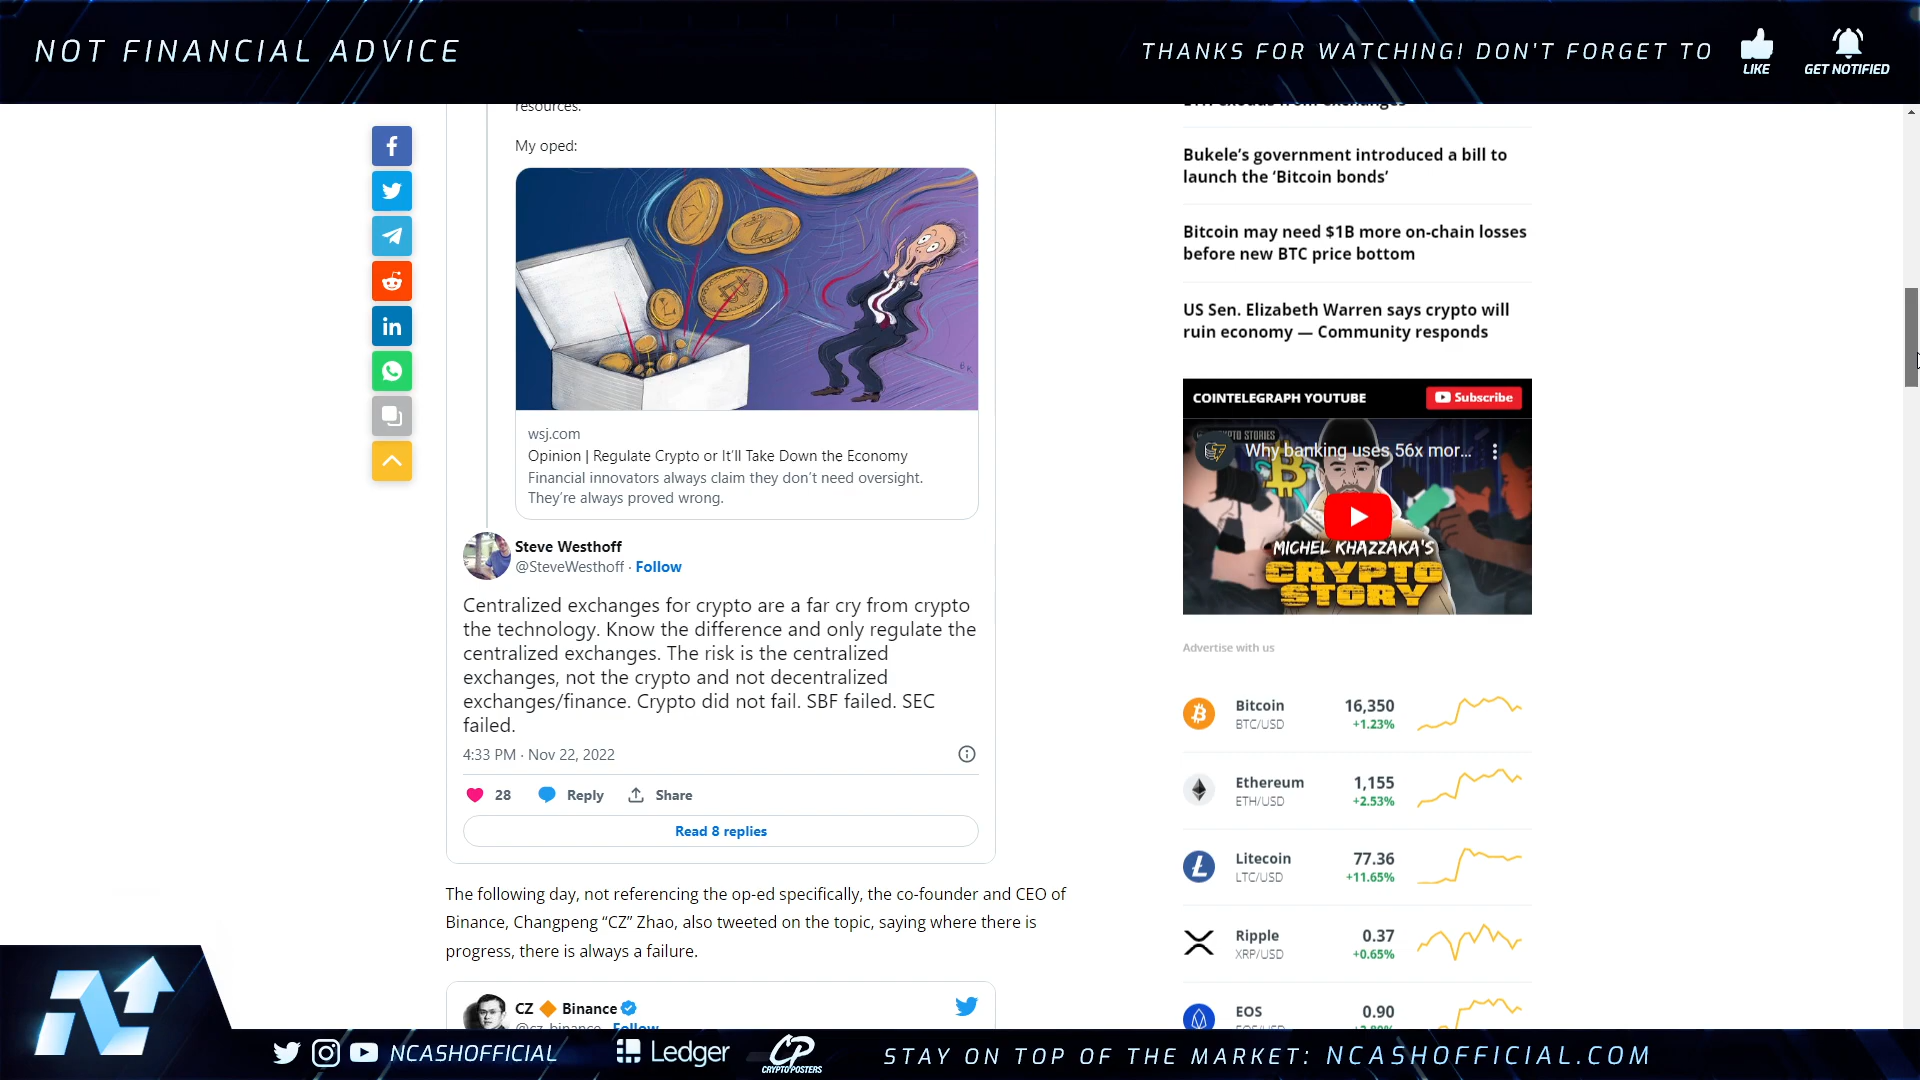 NOT FINANCIAL ADVICE
THANKS FOR WATCHING! DON'T FORGET TO
LIKE
GET NOTIFIED
resources.
My oped:
wsj.com
Opinion | Regulate Crypto or It'll Take Down the Economy
Financial innovators always claim they don't need oversight.
They're always proved wrong.
Steve Westhoff
@SteveWesthoff · Follow
Centralized exchanges for crypto are a far cry from crypto
the technology. Know the difference and only regulate the
centralized exchanges. The risk is the centralized
exchanges, not the crypto and not decentralized
exchanges/finance. Crypto did not fail. SBF failed. SEC
failed.
4:33 PM · Nov 22, 2022
28 Reply Share
Read 8 replies
The following day, not referencing the op-ed specifically, the co-founder and CEO of
Binance, Changpeng “CZ” Zhao, also tweeted on the topic, saying where there is
progress, there is always a failure.
CZ 🔶 Binance
@cz_binance · Follow
ETH exodus from exchanges
Bukele’s government introduced a bill to
launch the ‘Bitcoin bonds’
Bitcoin may need $1B more on-chain losses
before new BTC price bottom
US Sen. Elizabeth Warren says crypto will
ruin economy — Community responds
COINTELEGRAPH YOUTUBE
Subscribe
Why banking uses 56x mor...
MICHEL KHAZZAKA'S
CRYPTO
STORY
Advertise with us
Bitcoin 16,350
BTC/USD +1.23%
Ethereum 1,155
ETH/USD +2.53%
Litecoin 77.36
LTC/USD +11.65%
Ripple 0.37
XRP/USD +0.65%
EOS 0.90
EOS/USD
NCASHOFFICIAL
Ledger
CP
CRYPTOPOSTERS
STAY ON TOP OF THE MARKET: NCASHOFFICIAL.COM